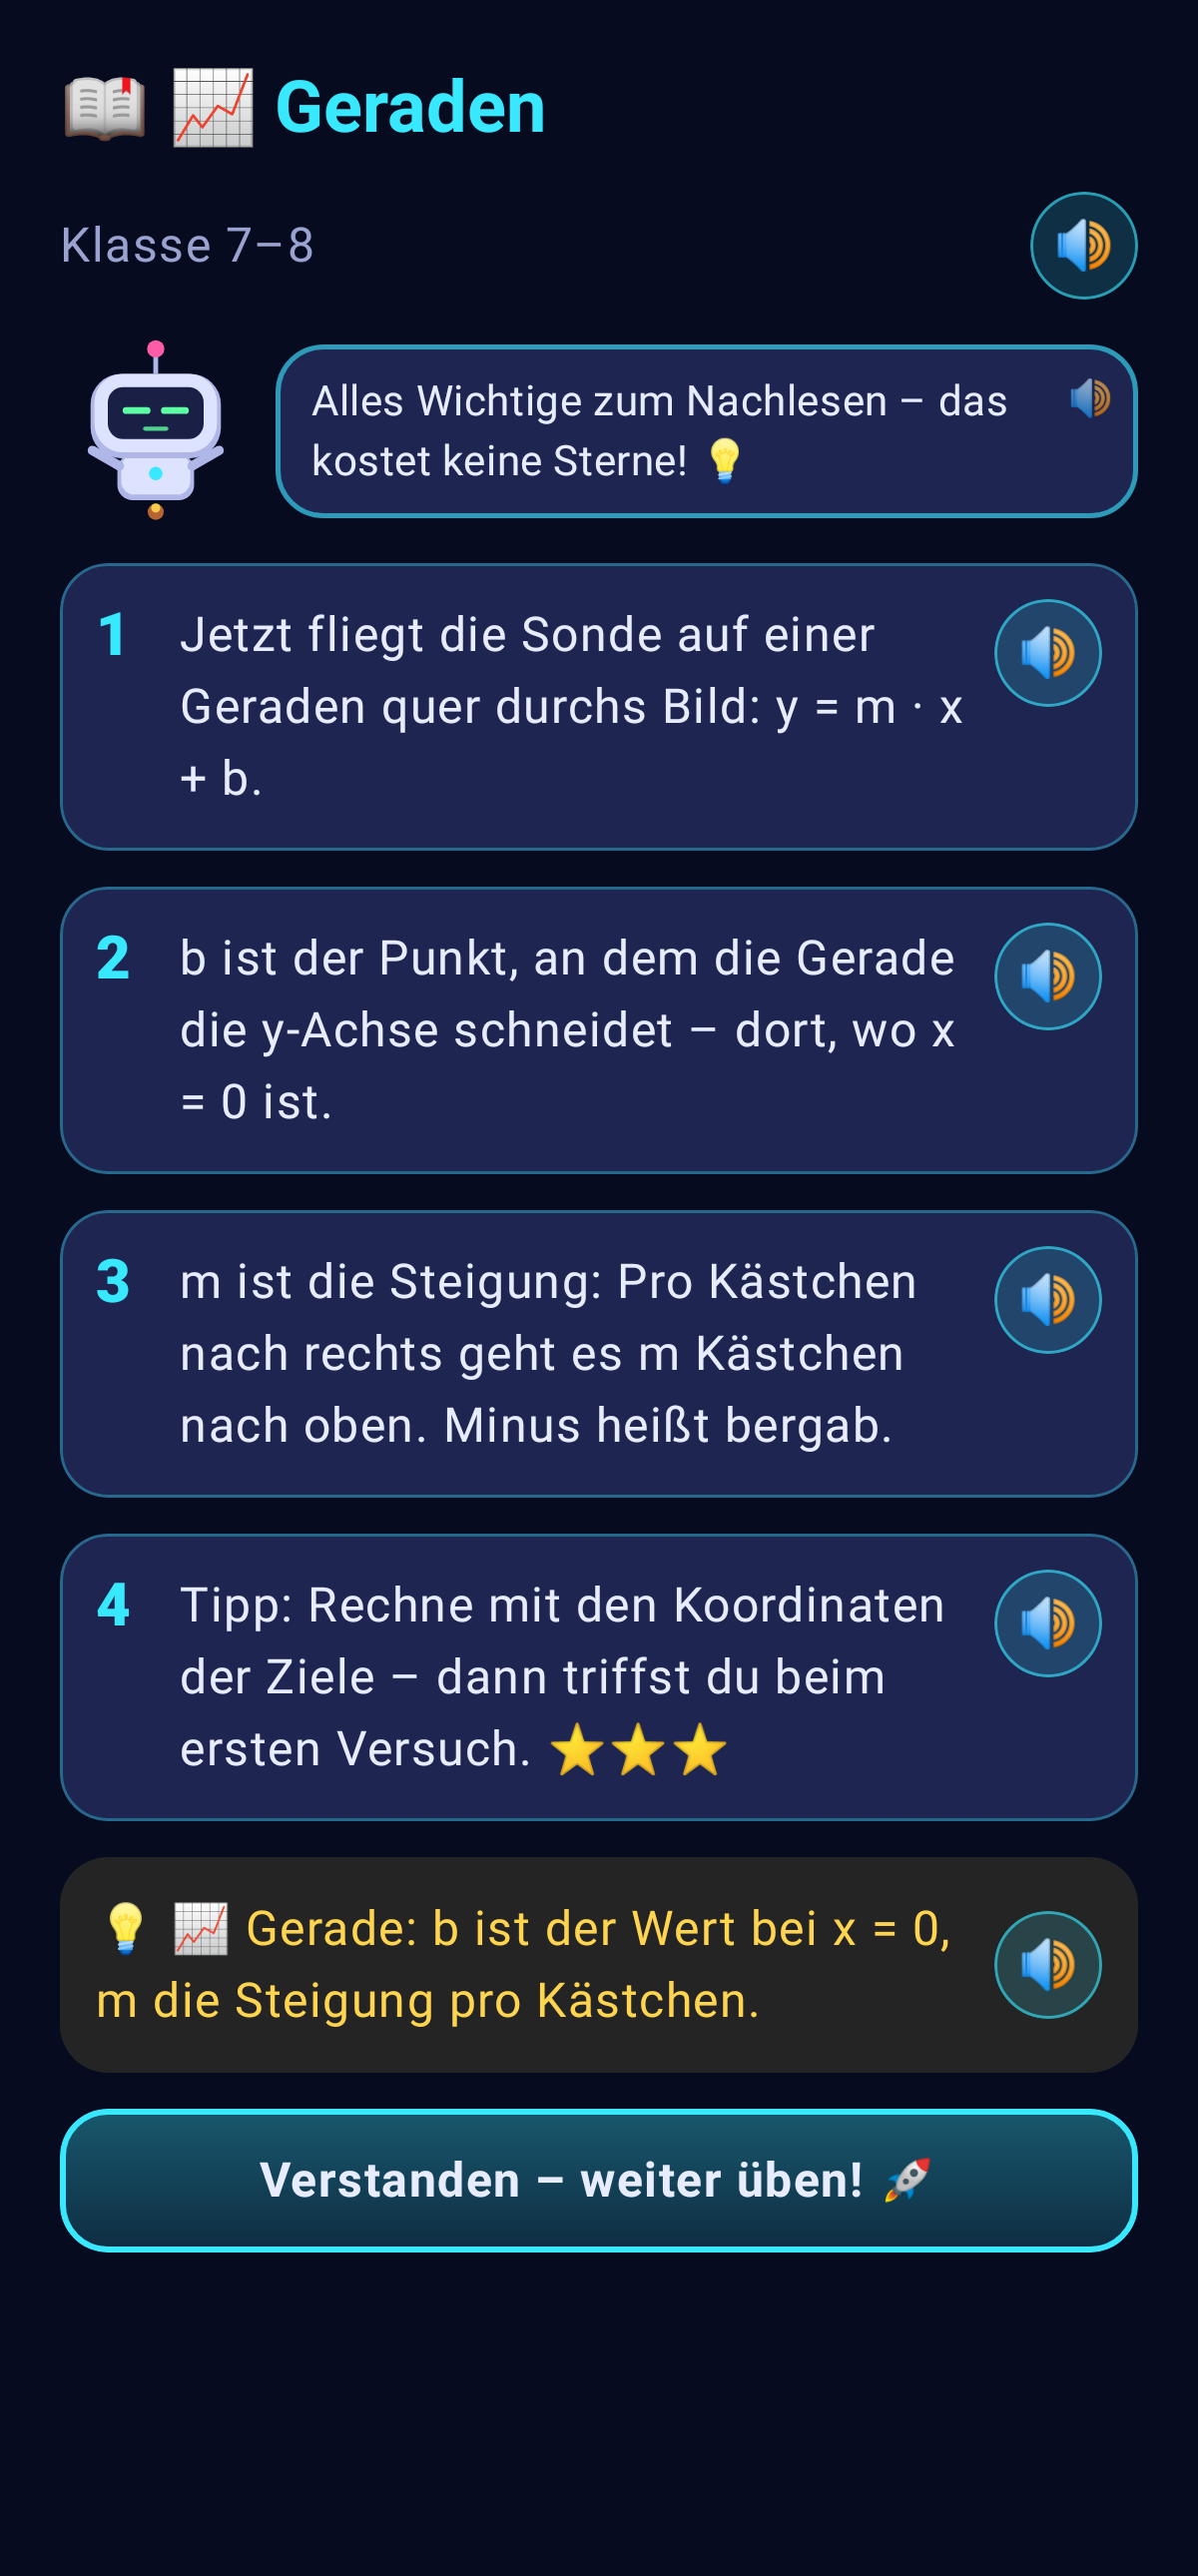 Geraden
Klasse 7–8
Alles Wichtige zum Nachlesen – das
kostet keine Sterne! 💡
1 Jetzt fliegt die Sonde auf einer
Geraden quer durchs Bild: y = m · x
+ b.
2 b ist der Punkt, an dem die Gerade
die y-Achse schneidet – dort, wo x
= 0 ist.
3 m ist die Steigung: Pro Kästchen
nach rechts geht es m Kästchen
nach oben. Minus heißt bergab.
4 Tipp: Rechne mit den Koordinaten
der Ziele – dann triffst du beim
ersten Versuch. ⭐⭐⭐
💡 📈 Gerade: b ist der Wert bei x = 0,
m die Steigung pro Kästchen.
Verstanden – weiter üben! 🚀